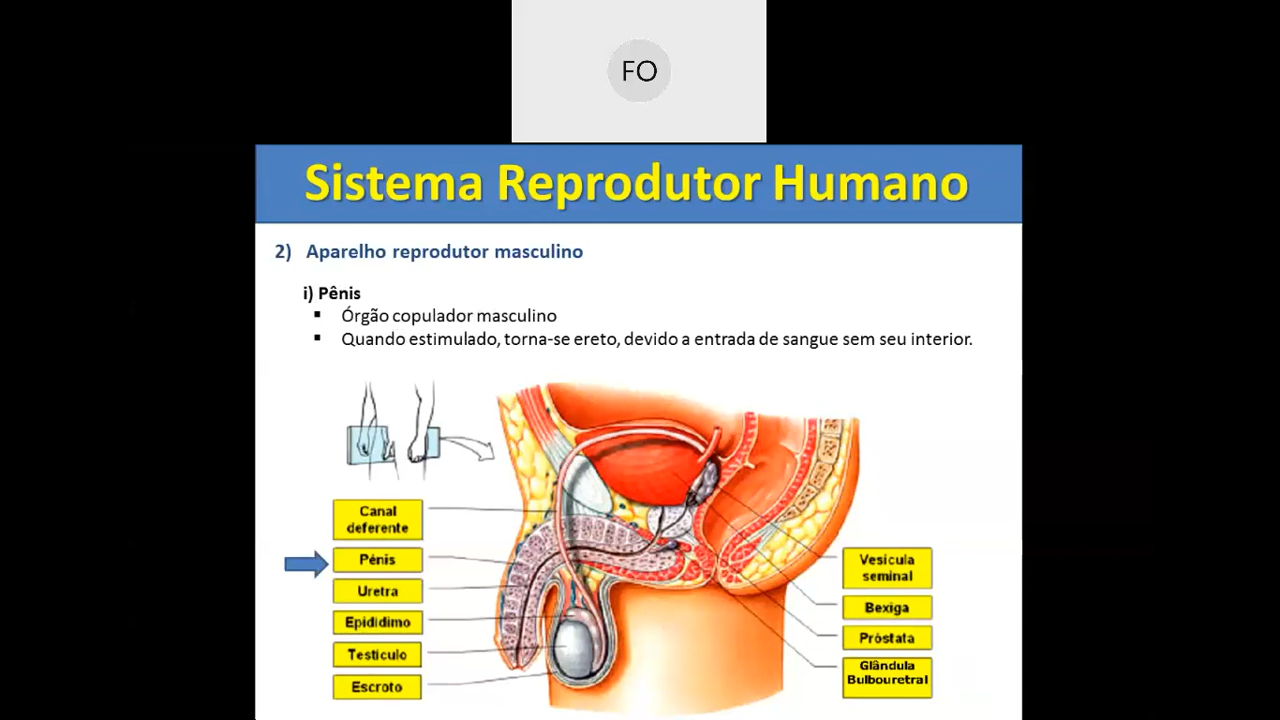 FO
Sistema Reprodutor Humano
2) Aparelho reprodutor masculino
i) Pênis
▪ Órgão copulador masculino
▪ Quando estimulado, torna-se ereto, devido a entrada de sangue sem seu interior.
Canal
deferente
Pénis
Uretra
Epidídimo
Testículo
Escroto
Vesícula
seminal
Bexiga
Próstata
Glândula
Bulbouretral